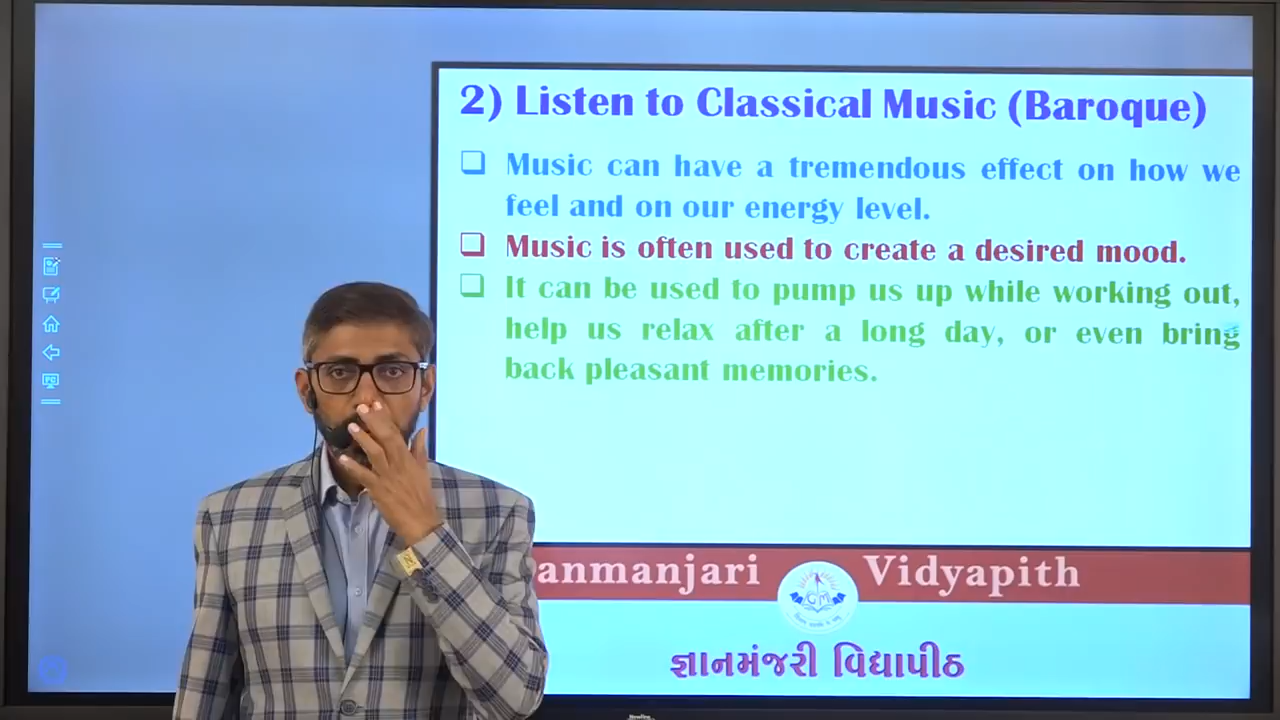 2) Listen to Classical Music (Baroque)
Music can have a tremendous effect on how we
feel and on our energy level.
Music is often used to create a desired mood.
It can be used to pump us up while working out,
help us relax after a long day, or even bring
back pleasant memories.
anmanjari Vidyapith
GM
જ્ઞાનમંજરી વિદ્યાપીઠ